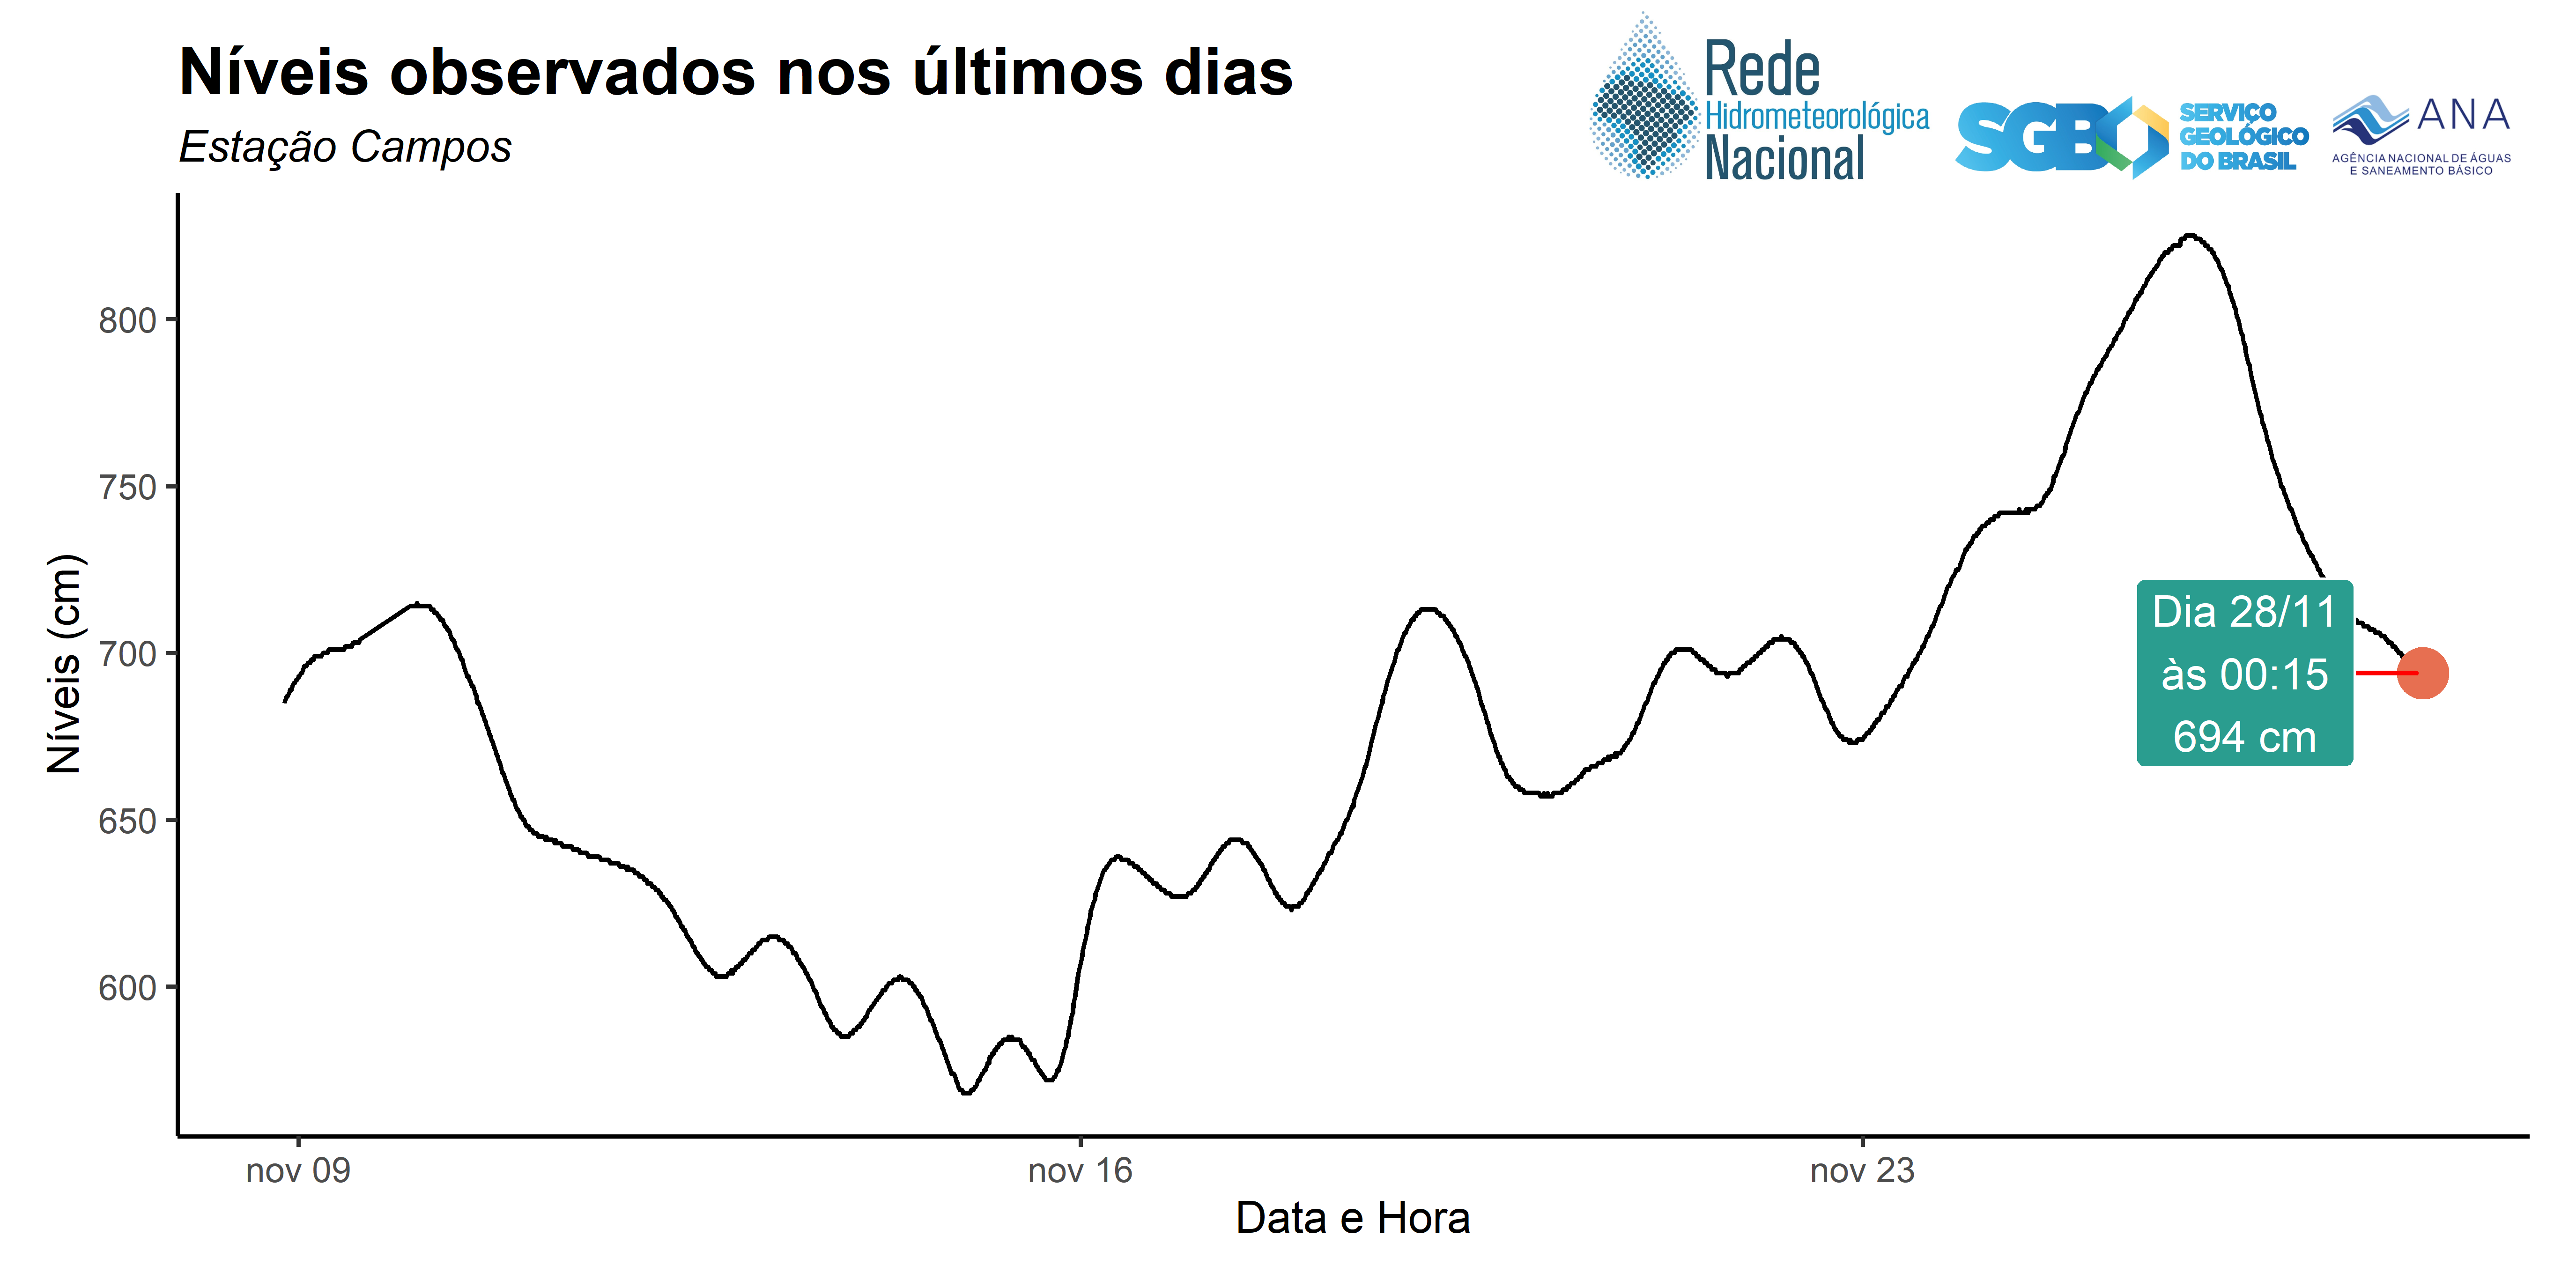 Níveis observados nos últimos dias
Estação Campos
Rede
Hidrometeorológica
Nacional
SGB
SERVIÇO
GEOLÓGICO
DO BRASIL
ANA
AGÊNCIA NACIONAL DE ÁGUAS
E SANEAMENTO BÁSICO
Níveis (cm)
800
750
700
650
600
Dia 28/11
às 00:15
694 cm
nov 09
nov 16
nov 23
Data e Hora